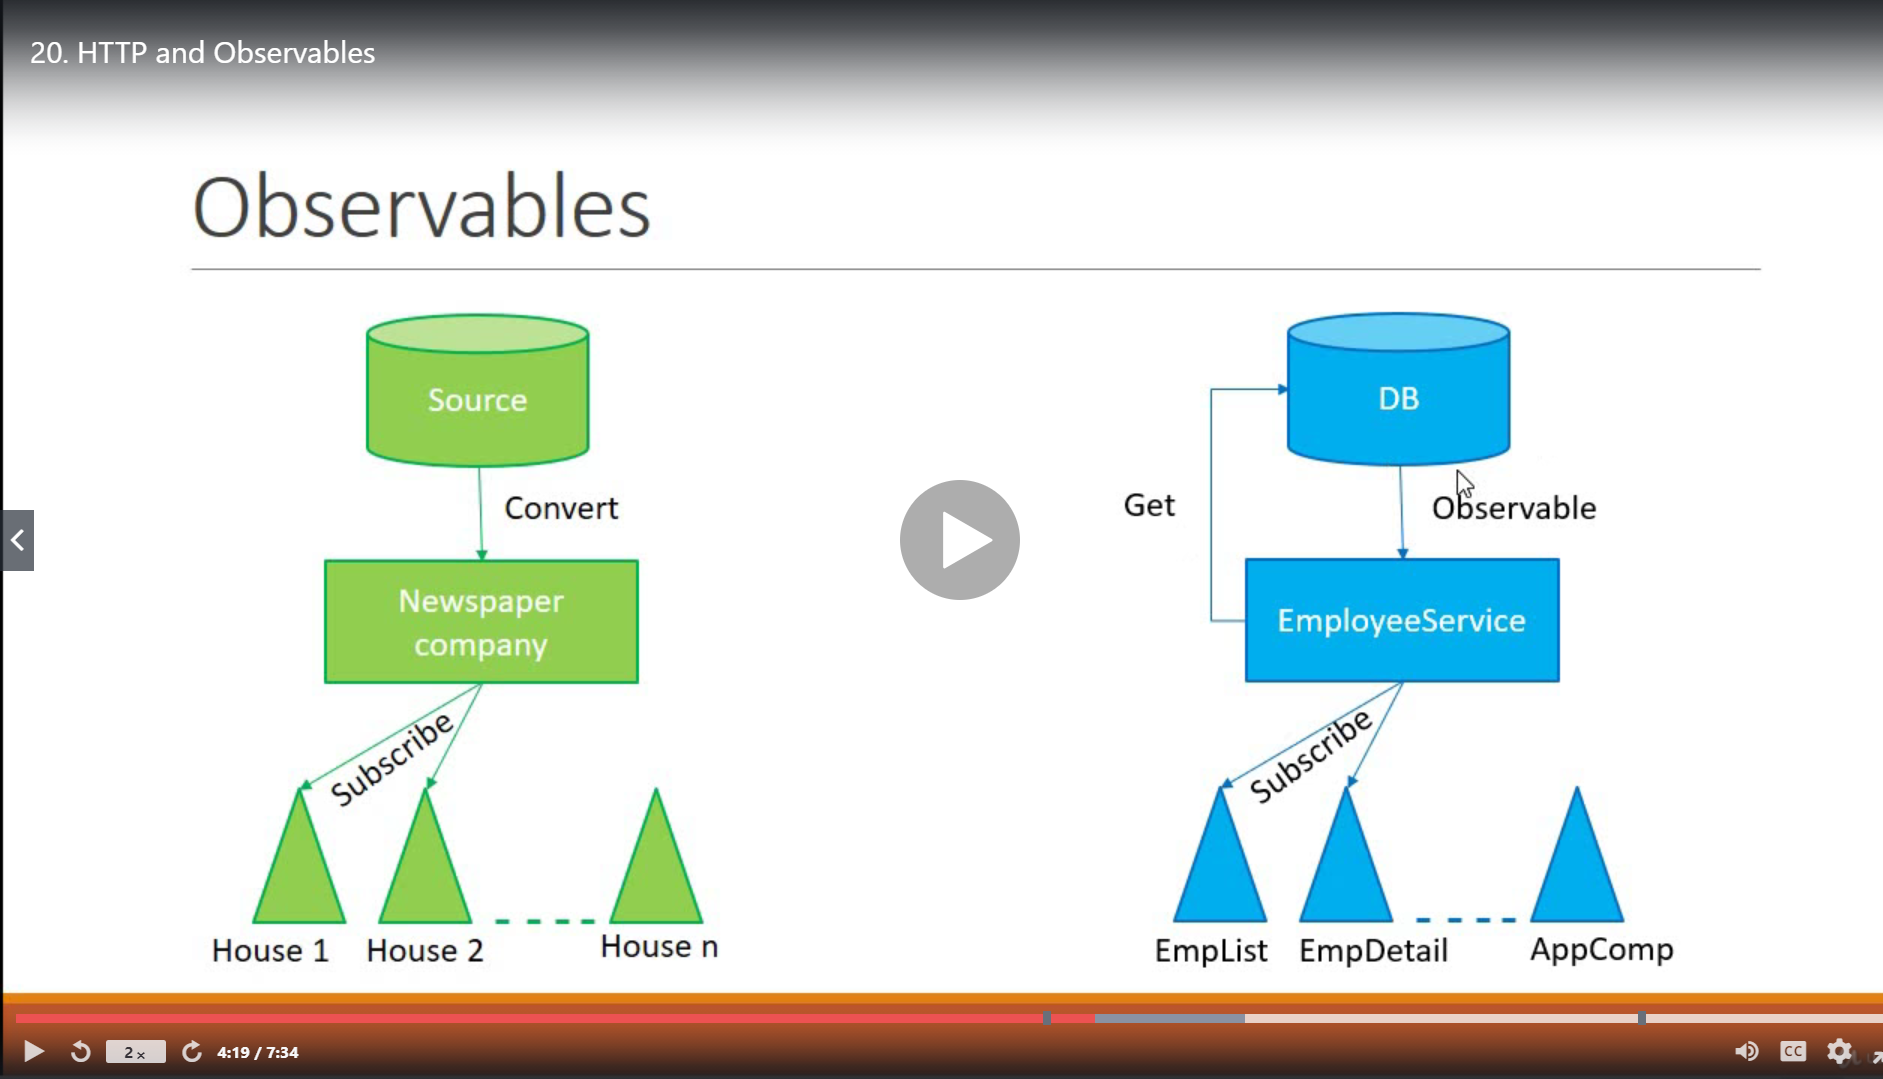 20. HTTP and Observables
Observables
Source
Convert
Newspaper
company
Subscribe
House 1
House 2
House n
DB
Get
Observable
EmployeeService
Subscribe
EmpList
EmpDetail
AppComp
2 x
4:19 / 7:34
CC